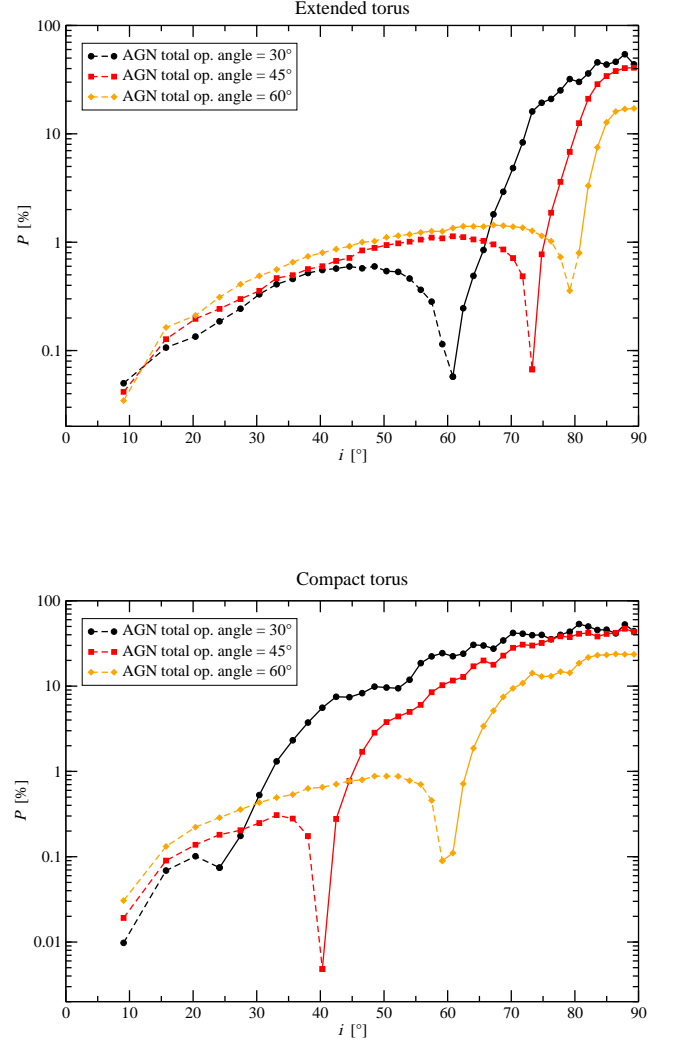 Extended torus
100
AGN total op. angle = 30°
AGN total op. angle = 45°
AGN total op. angle = 60°
10
P [%]
1
0.1
0 10 20 30 40 50 60 70 80 90
i [°]
Compact torus
100
AGN total op. angle = 30°
AGN total op. angle = 45°
AGN total op. angle = 60°
10
1
P [%]
0.1
0.01
0 10 20 30 40 50 60 70 80 90
i [°]